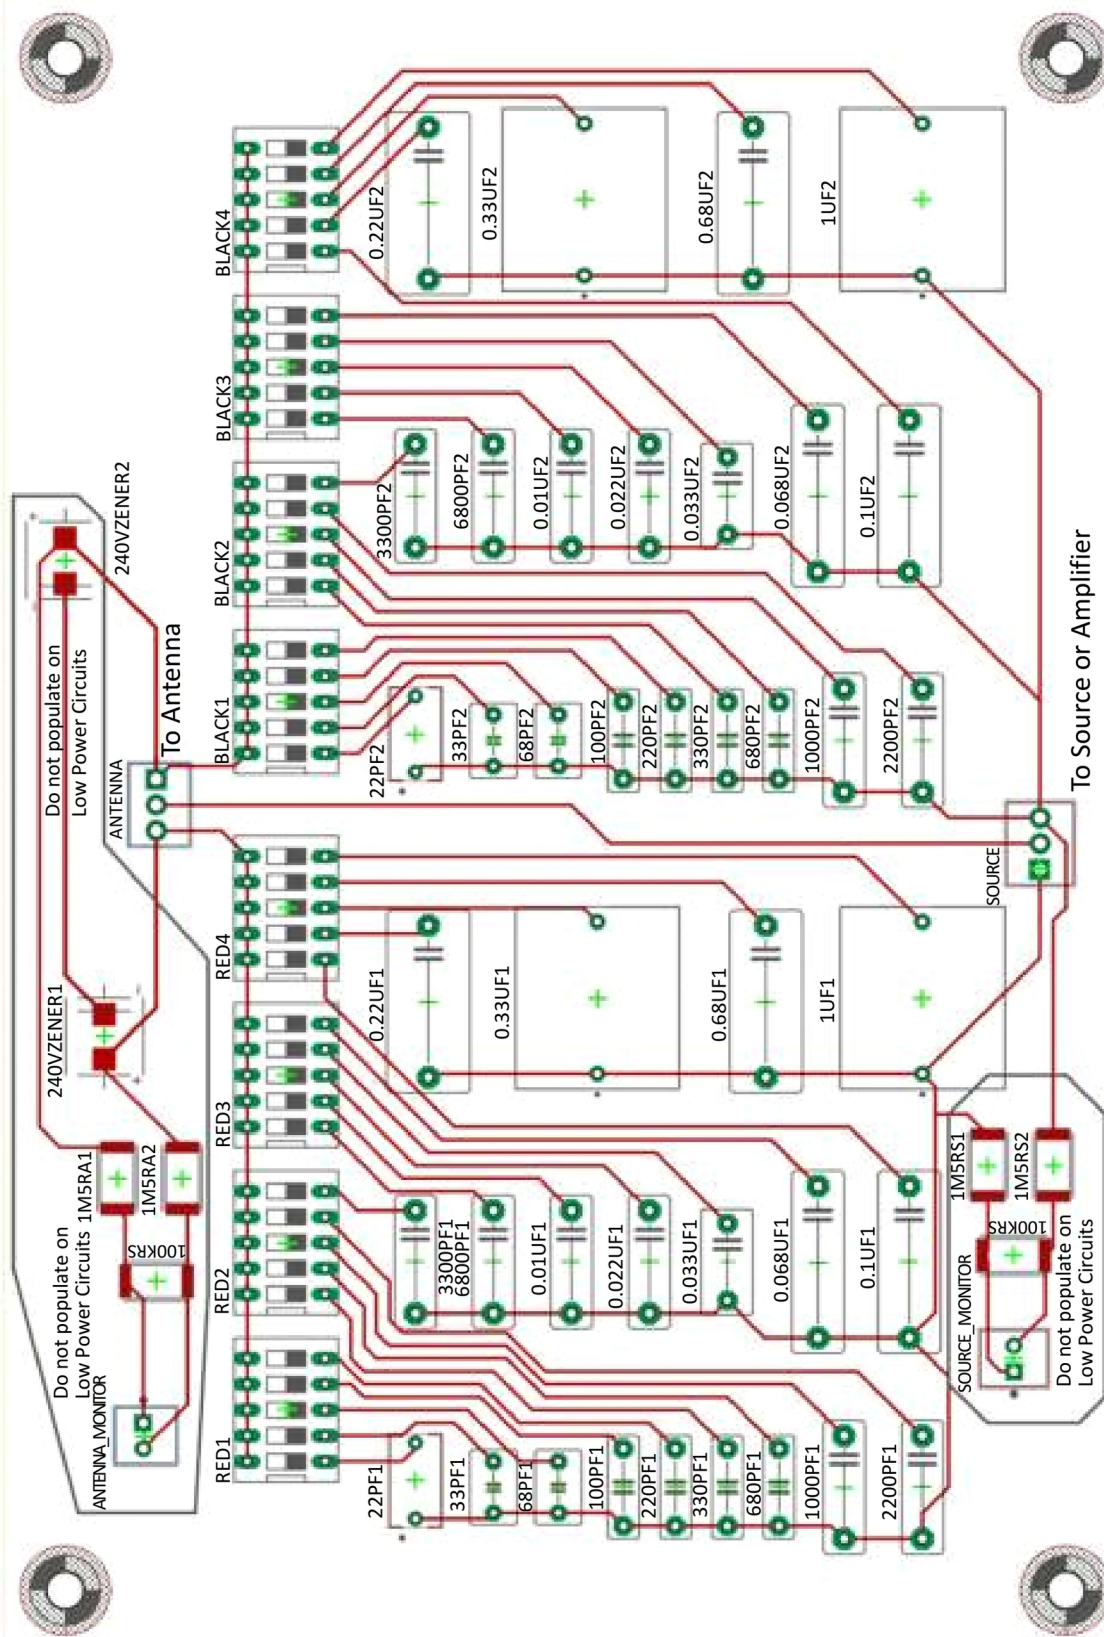 240VZENER2
Do not populate on
Low Power Circuits
To Antenna
ANTENNA
240VZENER1
1M5RA1
1M5RA2
Do not populate on
Low Power Circuits
100KRS
ANTENNA_MONITOR
BLACK4
BLACK3
BLACK2
BLACK1
RED4
RED3
RED2
RED1
0.22UF2
0.33UF2
0.68UF2
1UF2
3300PF2
6800PF2
0.01UF2
0.022UF2
0.033UF2
0.068UF2
0.1UF2
22PF2
33PF2
68PF2
100PF2
220PF2
330PF2
680PF2
1000PF2
2200PF2
0.22UF1
0.33UF1
0.68UF1
1UF1
3300PF1
6800PF1
0.01UF1
0.022UF1
0.033UF1
0.068UF1
0.1UF1
22PF1
33PF1
68PF1
100PF1
220PF1
330PF1
680PF1
1000PF1
2200PF1
To Source or Amplifier
SOURCE
1M5RS1
1M5RS2
100KRS
SOURCE_MONITOR
Do not populate on
Low Power Circuits